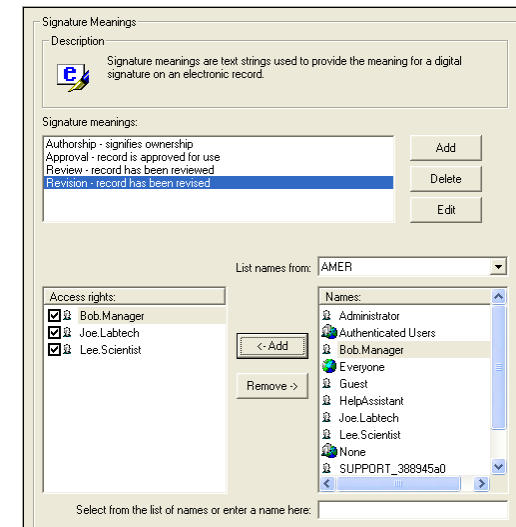 Signature Meanings
Description
Signature meanings are text strings used to provide the meaning for a digital
signature on an electronic record.
Signature meanings:
Authorship - signifies ownership
Approval - record is approved for use
Review - record has been reviewed
Revision - record has been revised
Add
Delete
Edit
List names from: AMER
Access rights:
Bob.Manager
Joe.Labtech
Lee.Scientist
<- Add
Remove ->
Names:
Administrator
Authenticated Users
Bob.Manager
Everyone
Guest
HelpAssistant
Joe.Labtech
Lee.Scientist
None
SUPPORT_388945a0
Select from the list of names or enter a name here: